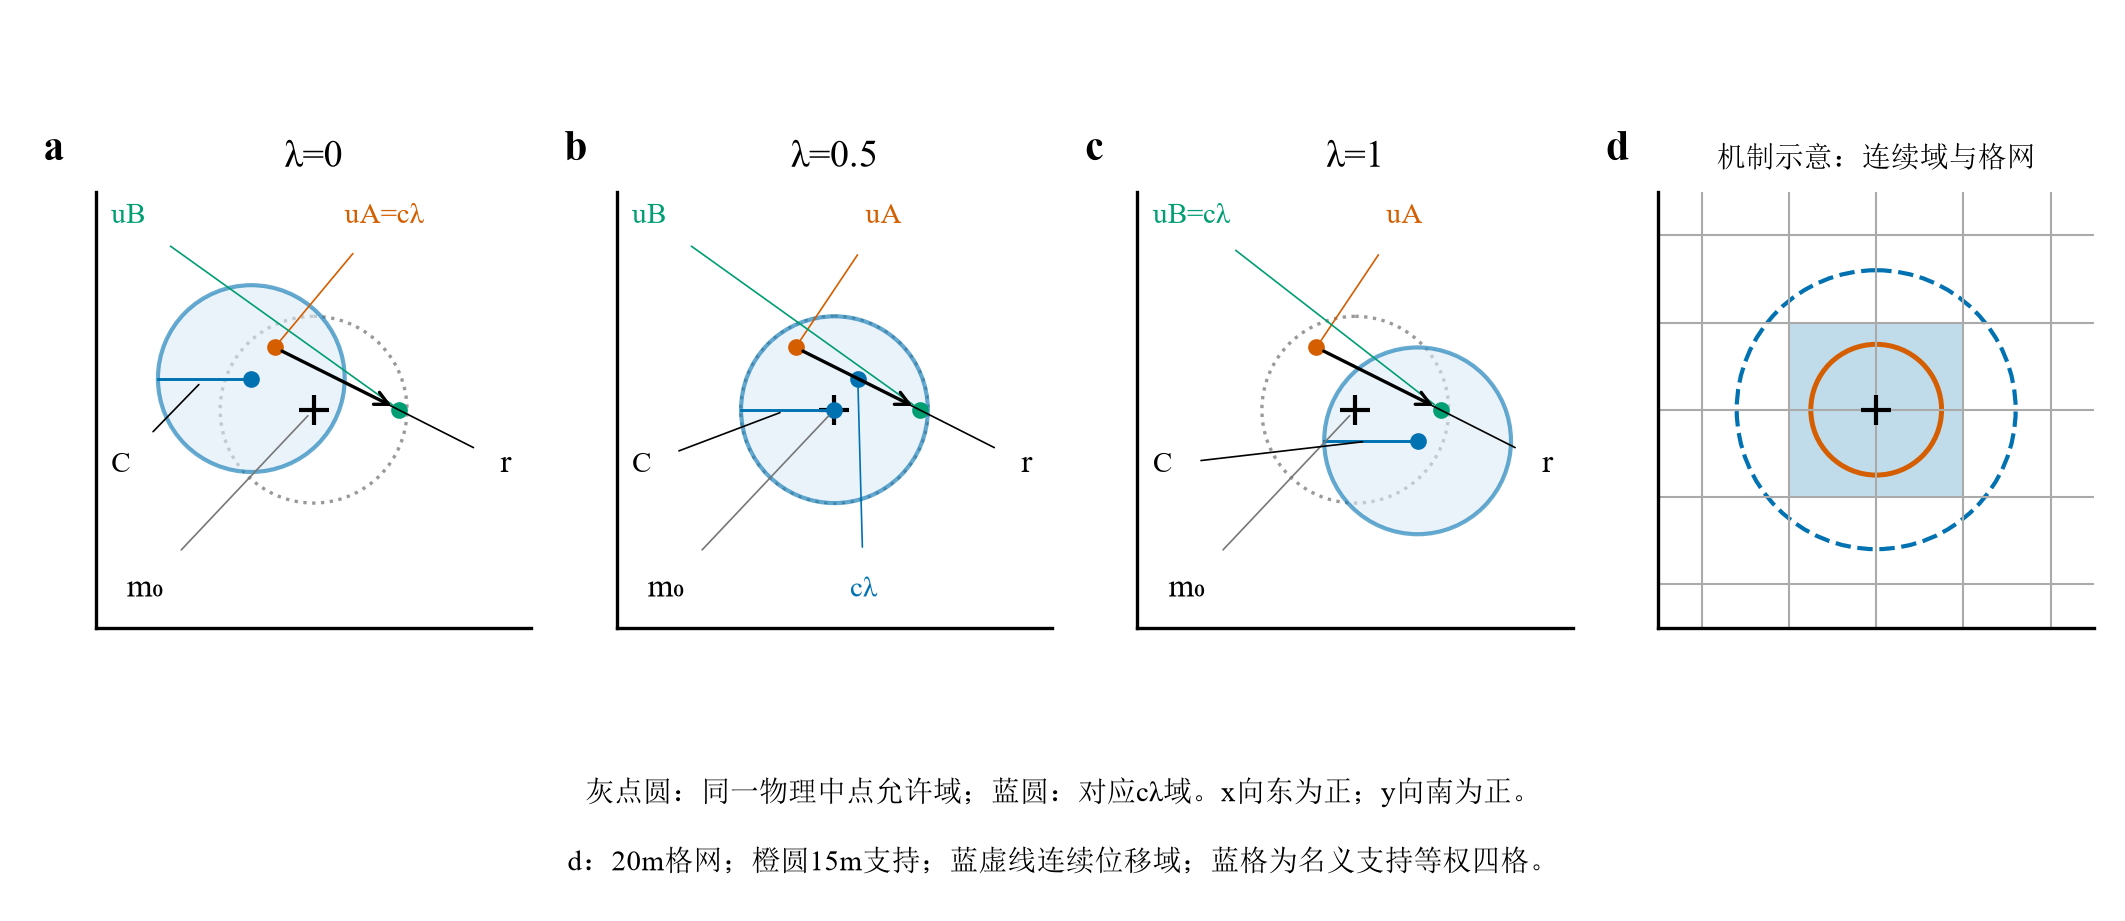 a
λ=0
uB
uA=cλ
C
r
m₀
b
λ=0.5
uB
uA
C
r
m₀
cλ
c
λ=1
uB=cλ
uA
C
r
m₀
d
机制示意：连续域与格网
灰点圆：同一物理中点允许域；蓝圆：对应cλ域。x向东为正；y向南为正。
d：20m格网；橙圆15m支持；蓝虚线连续位移域；蓝格为名义支持等权四格。